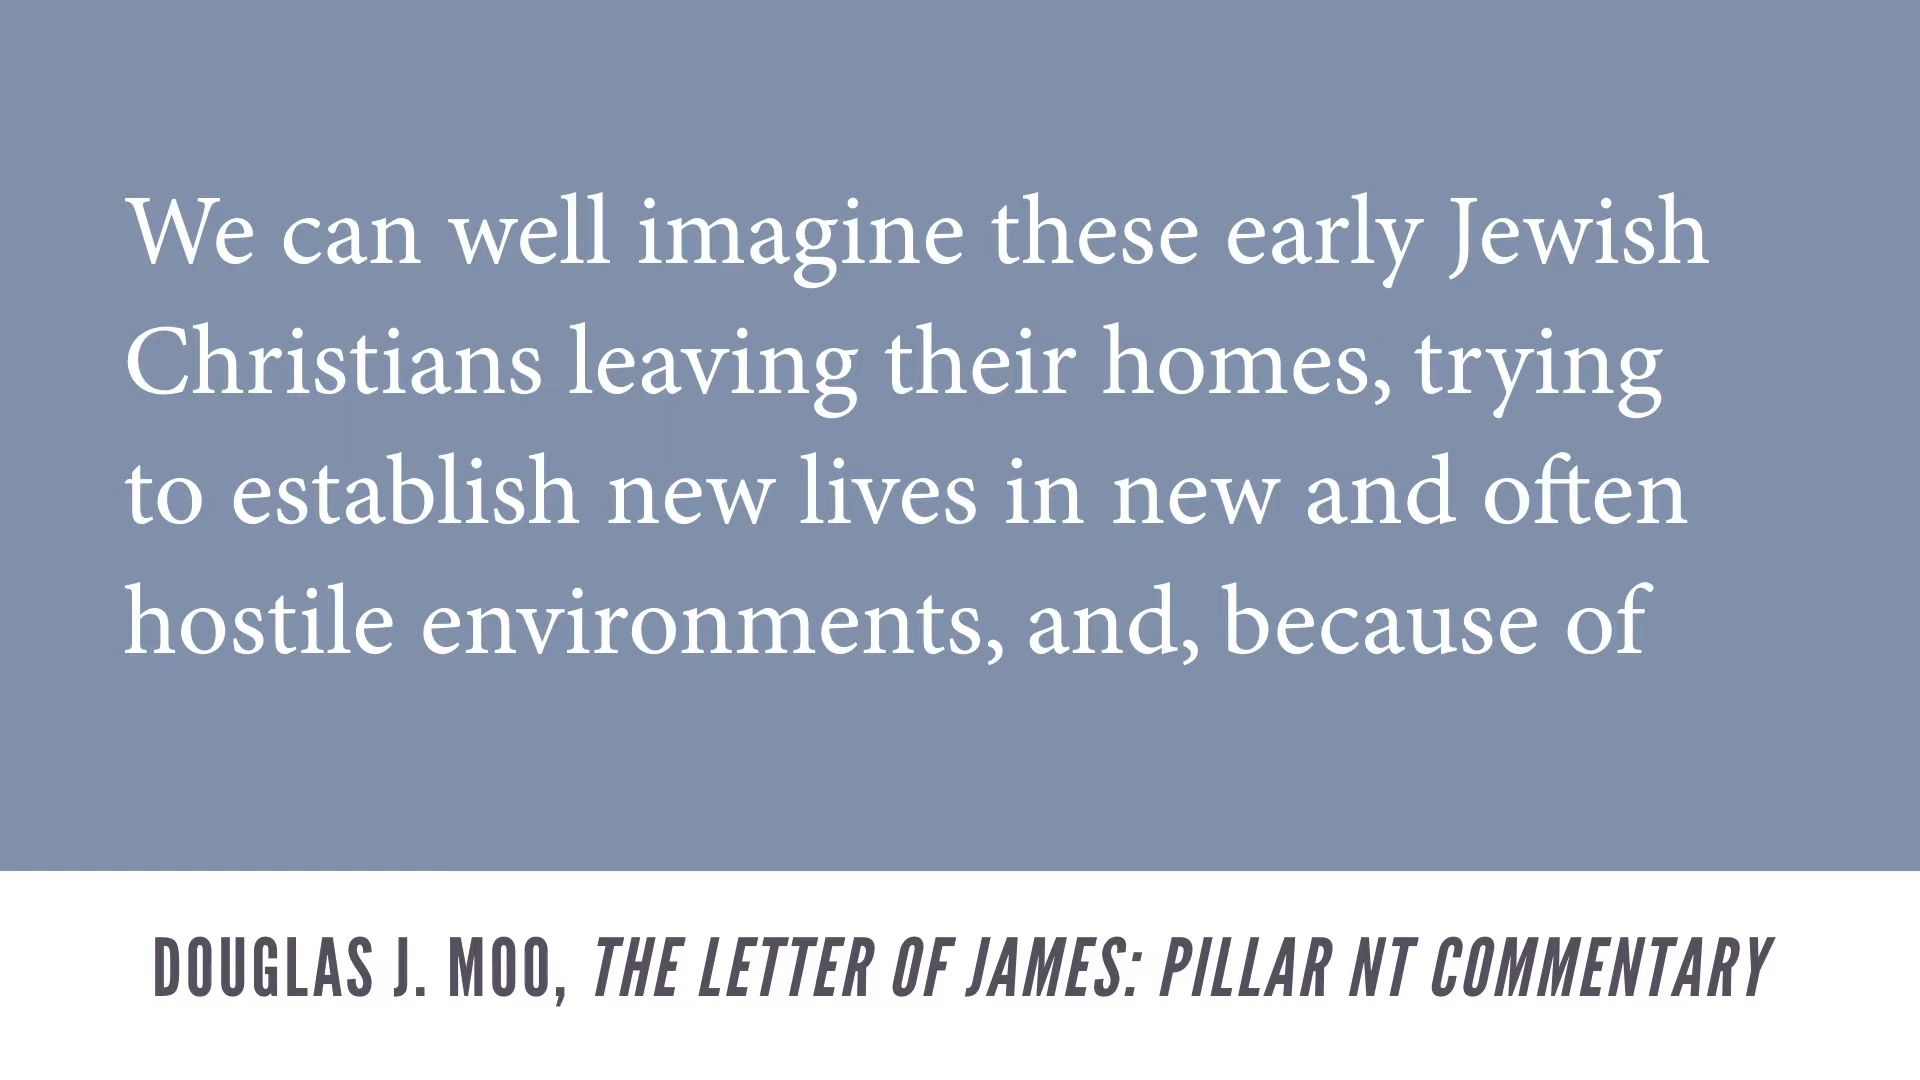 We can well imagine these early Jewish
Christians leaving their homes, trying
to establish new lives in new and often
hostile environments, and, because of
DOUGLAS J. MOO, THE LETTER OF JAMES: PILLAR NT COMMENTARY